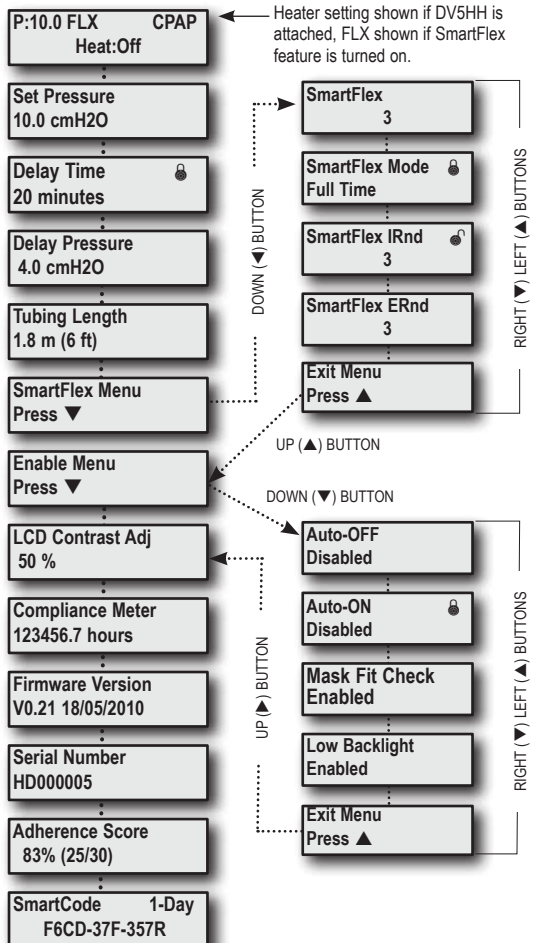 P:10.0 FLX CPAP
Heat:Off
Heater setting shown if DV5HH is
attached, FLX shown if SmartFlex
feature is turned on.
Set Pressure
10.0 cmH2O
Delay Time
20 minutes
Delay Pressure
4.0 cmH2O
Tubing Length
1.8 m (6 ft)
SmartFlex Menu
Press ▼
DOWN (▼) BUTTON
SmartFlex
3
SmartFlex Mode
Full Time
SmartFlex IRnd
3
SmartFlex ERnd
3
Exit Menu
Press ▲
RIGHT (▼) LEFT (▲) BUTTONS
UP (▲) BUTTON
Enable Menu
Press ▼
DOWN (▼) BUTTON
LCD Contrast Adj
50 %
Compliance Meter
123456.7 hours
Firmware Version
V0.21 18/05/2010
Serial Number
HD000005
Adherence Score
83% (25/30)
SmartCode 1-Day
F6CD-37F-357R
UP (▲) BUTTON
Auto-OFF
Disabled
Auto-ON
Disabled
Mask Fit Check
Enabled
Low Backlight
Enabled
Exit Menu
Press ▲
RIGHT (▼) LEFT (▲) BUTTONS